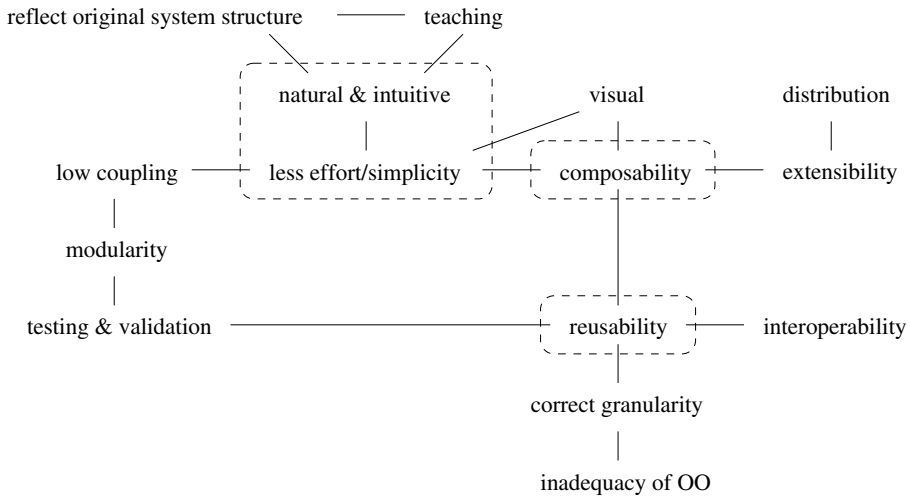 reflect original system structure
teaching
natural & intuitive
visual
distribution
low coupling
less effort/simplicity
composability
extensibility
modularity
testing & validation
reusability
interoperability
correct granularity
inadequacy of OO